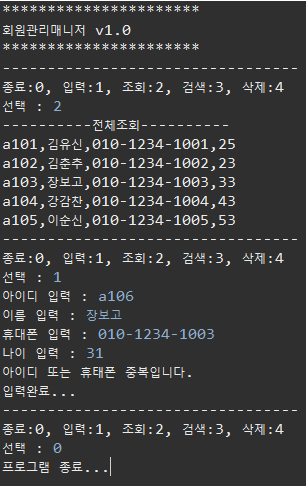 **********************
회원관리매니저 v1.0
**********************
---------------------------------
종료:0, 입력:1, 조회:2, 검색:3, 삭제:4
선택 : 2
----------전체조회----------
a101,김유신,010-1234-1001,25
a102,김춘추,010-1234-1002,23
a103,장보고,010-1234-1003,33
a104,강감찬,010-1234-1004,43
a105,이순신,010-1234-1005,53
---------------------------------
종료:0, 입력:1, 조회:2, 검색:3, 삭제:4
선택 : 1
아이디 입력 : a106
이름 입력 : 장보고
휴대폰 입력 : 010-1234-1003
나이 입력 : 31
아이디 또는 휴태폰 중복입니다.
입력완료...
---------------------------------
종료:0, 입력:1, 조회:2, 검색:3, 삭제:4
선택 : 0
프로그램 종료...